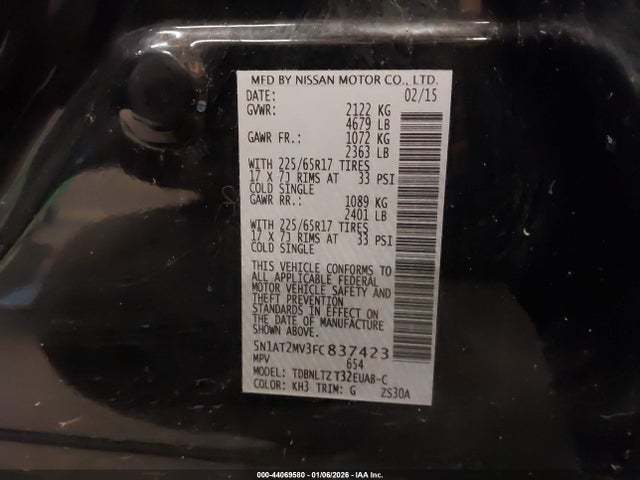 MFD BY NISSAN MOTOR CO., LTD.
DATE: 02/15
GVWR: 2122 KG
4679 LB
GAWR FR.: 1072 KG
2363 LB
WITH 225/65R17 TIRES
17 X 7J RIMS AT 33 PSI
COLD SINGLE
GAWR RR.: 1089 KG
2401 LB
WITH 225/65R17 TIRES
17 X 7J RIMS AT 33 PSI
COLD SINGLE
THIS VEHICLE CONFORMS TO
ALL APPLICABLE FEDERAL
MOTOR VEHICLE SAFETY AND
THEFT PREVENTION
STANDARDS IN EFFECT ON
THE DATE OF MANUFACTURE
SHOWN ABOVE.
5N1AT2MV3FC837423
MPV 654
MODEL: TDBNLTZ T32EUAB-C
COLOR: KH3 TRIM: G ZS30A
000-44069580 - 01/06/2026 - IAA Inc.